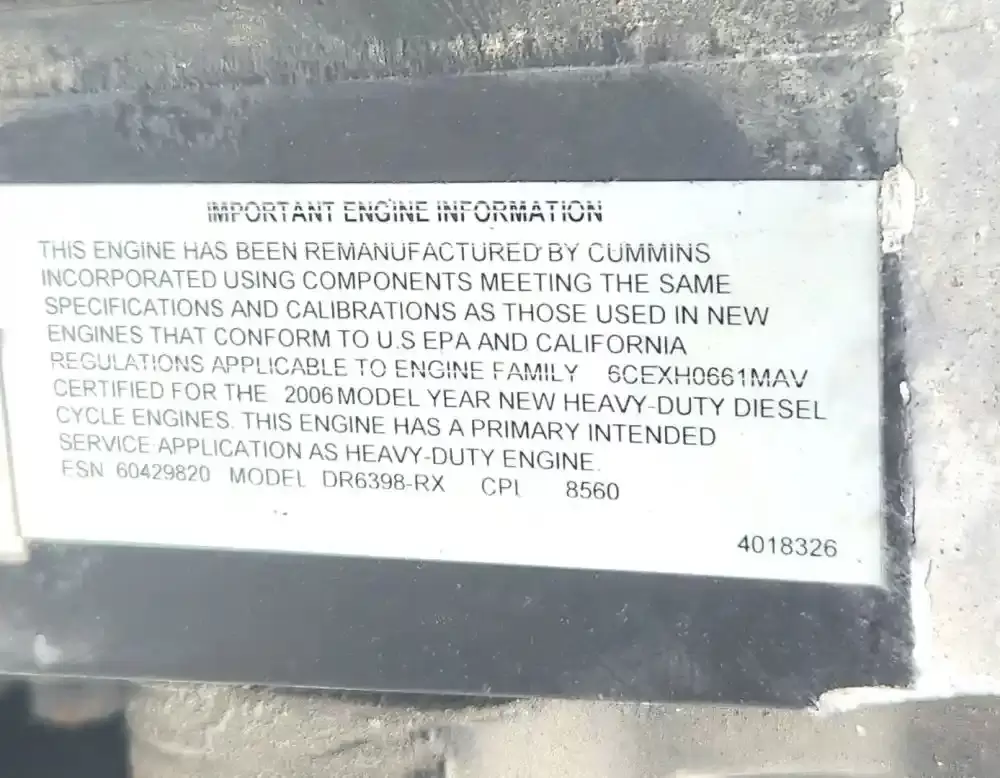 IMPORTANT ENGINE INFORMATION
THIS ENGINE HAS BEEN REMANUFACTURED BY CUMMINS
INCORPORATED USING COMPONENTS MEETING THE SAME
SPECIFICATIONS AND CALIBRATIONS AS THOSE USED IN NEW
ENGINES THAT CONFORM TO U.S EPA AND CALIFORNIA
REGULATIONS APPLICABLE TO ENGINE FAMILY 6CEXH0661MAV
CERTIFIED FOR THE 2006 MODEL YEAR NEW HEAVY-DUTY DIESEL
CYCLE ENGINES. THIS ENGINE HAS A PRIMARY INTENDED
SERVICE APPLICATION AS HEAVY-DUTY ENGINE.
ESN 60429820 MODEL DR6398-RX CPL 8560
4018326